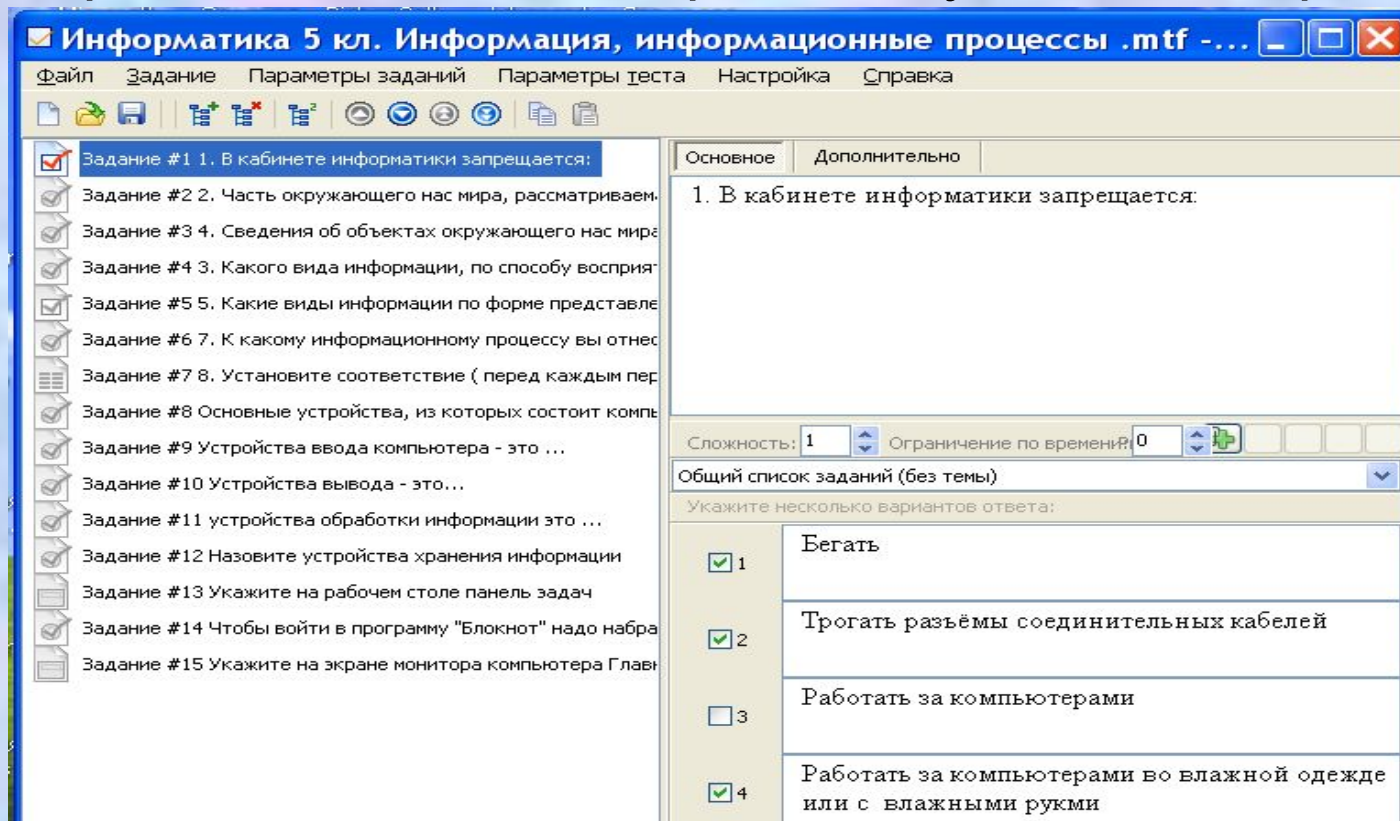 Информатика 5 кл. Информация, информационные процессы .mtf -...
Файл Задание Параметры заданий Параметры теста Настройка Справка
Задание #1 1. В кабинете информатики запрещается:
Задание #2 2. Часть окружающего нас мира, рассматриваем
Задание #3 4. Сведения об объектах окружающего нас мира
Задание #4 3. Какого вида информации, по способу восприят
Задание #5 5. Какие виды информации по форме представле
Задание #6 7. К какому информационному процессу вы отнес
Задание #7 8. Установите соответствие ( перед каждым пер
Задание #8 Основные устройства, из которых состоит компь
Задание #9 Устройства ввода компьютера - это ...
Задание #10 Устройства вывода - это...
Задание #11 устройства обработки информации это ...
Задание #12 Назовите устройства хранения информации
Задание #13 Укажите на рабочем столе панель задач
Задание #14 Чтобы войти в программу "Блокнот" надо набра
Задание #15 Укажите на экране монитора компьютера Главн
Основное Дополнительно
1. В кабинете информатики запрещается:
Сложность: 1 Ограничение по времени 0
Общий список заданий (без темы)
Укажите несколько вариантов ответа:
1 Бегать
2 Трогать разъёмы соединительных кабелей
3 Работать за компьютерами
4 Работать за компьютерами во влажной одежде
или с влажными рукми